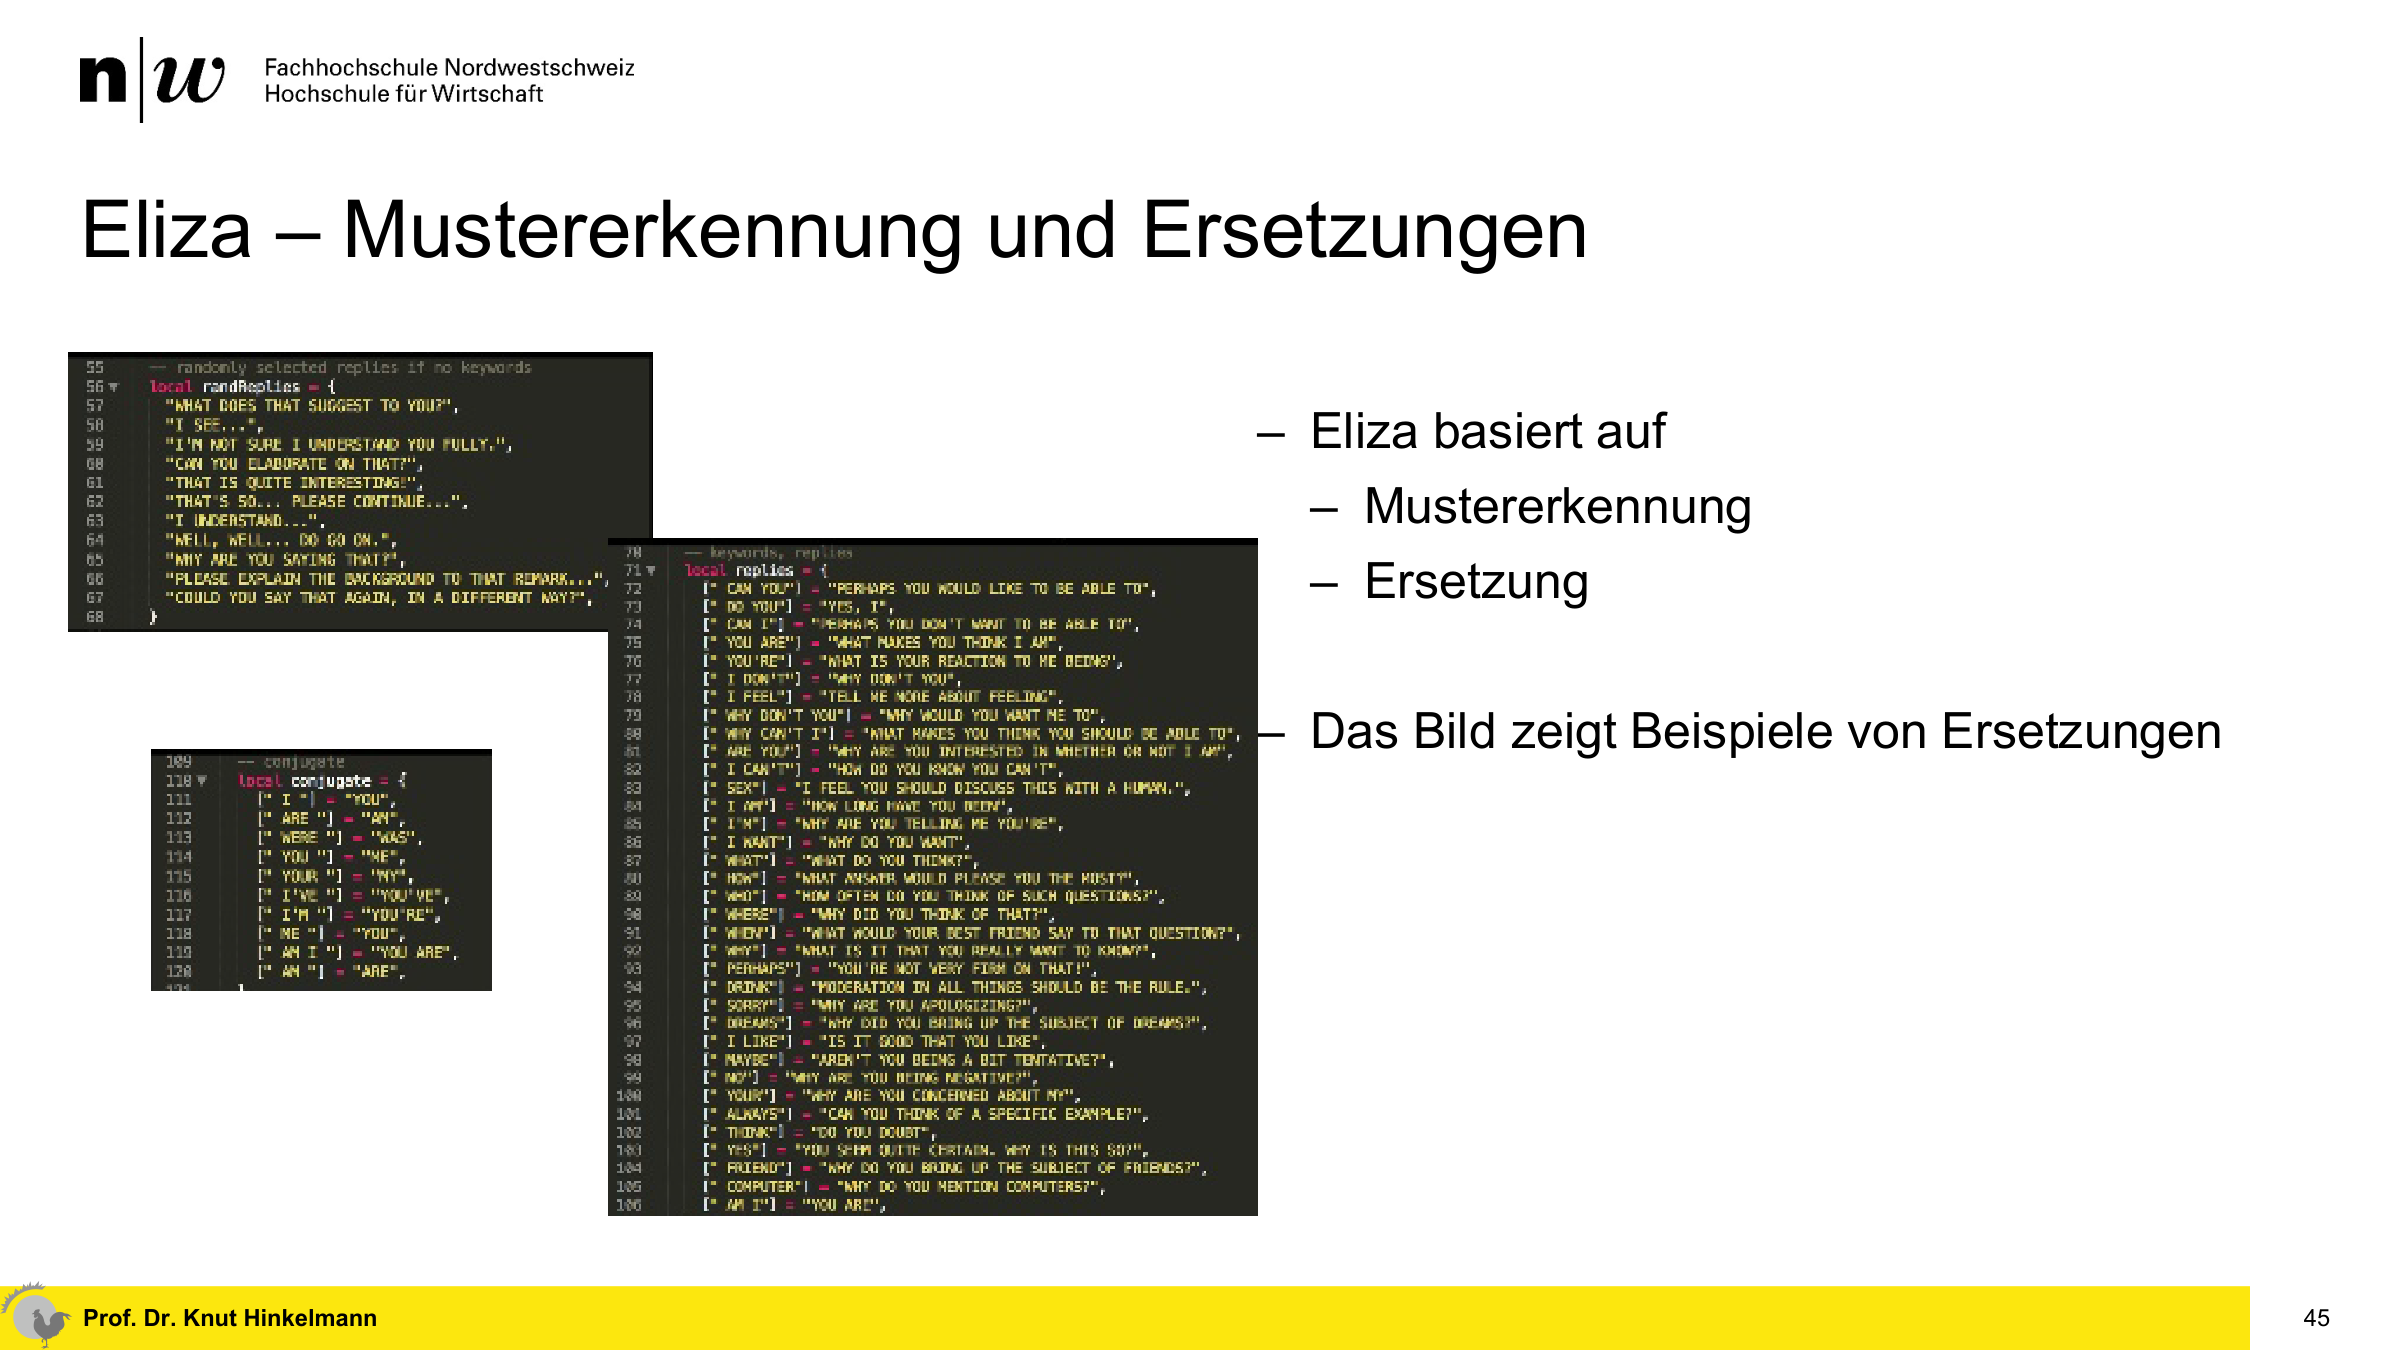 n|w Fachhochschule Nordwestschweiz
Hochschule für Wirtschaft
Eliza – Mustererkennung und Ersetzungen
55 -- randomly selected replies if no keywords
56 local randReplies = {
57 "WHAT DOES THAT SUGGEST TO YOU?",
58 "I SEE...",
59 "I'M NOT SURE I UNDERSTAND YOU FULLY.",
60 "CAN YOU ELABORATE ON THAT?",
61 "THAT IS QUITE INTERESTING!",
62 "THAT'S SO... PLEASE CONTINUE...",
63 "I UNDERSTAND...",
64 "WELL, WELL... DO GO ON.",
65 "WHY ARE YOU SAYING THAT?",
66 "PLEASE EXPLAIN THE BACKGROUND TO THAT REMARK...",
67 "COULD YOU SAY THAT AGAIN, IN A DIFFERENT WAY?",
68 }
109 -- conjugate
110 local conjugate = {
111 [" I "] = "YOU",
112 [" ARE "] = "AM",
113 [" WERE "] = "WAS",
114 [" YOU "] = "ME",
115 [" YOUR "] = "MY",
116 [" I'VE "] = "YOU'VE",
117 [" I'M "] = "YOU'RE",
118 [" ME "] = "YOU",
119 [" AM I "] = "YOU ARE",
120 [" AM "] = "ARE",
121 }
70 -- keywords, replies
71 local replies = {
72 [" CAN YOU"] = "PERHAPS YOU WOULD LIKE TO BE ABLE TO",
73 [" DO YOU"] = "YES, I",
74 [" CAN I"] = "PERHAPS YOU DON'T WANT TO BE ABLE TO",
75 [" YOU ARE"] = "WHAT MAKES YOU THINK I AM",
76 [" YOU'RE"] = "WHAT IS YOUR REACTION TO ME BEING",
77 [" I DON'T"] = "WHY DON'T YOU",
78 [" I FEEL"] = "TELL ME MORE ABOUT FEELING",
79 [" WHY DON'T YOU"] = "WHY WOULD YOU WANT ME TO",
80 [" WHY CAN'T I"] = "WHAT MAKES YOU THINK YOU SHOULD BE ABLE TO",
81 [" ARE YOU"] = "WHY ARE YOU INTERESTED IN WHETHER OR NOT I AM",
82 [" I CAN'T"] = "HOW DO YOU KNOW YOU CAN'T",
83 [" SEX"] = "I FEEL YOU SHOULD DISCUSS THIS WITH A HUMAN.",
84 [" I AM"] = "HOW LONG HAVE YOU BEEN",
85 [" I'M"] = "WHY ARE YOU TELLING ME YOU'RE",
86 [" I WANT"] = "WHY DO YOU WANT",
87 [" WHAT"] = "WHAT DO YOU THINK?",
88 [" HOW"] = "WHAT ANSWER WOULD PLEASE YOU THE MOST?",
89 [" WHO"] = "HOW OFTEN DO YOU THINK OF SUCH QUESTIONS?",
90 [" WHERE"] = "WHY DID YOU THINK OF THAT?",
91 [" WHEN"] = "WHAT WOULD YOUR BEST FRIEND SAY TO THAT QUESTION?",
92 [" WHY"] = "WHAT IS IT THAT YOU REALLY WANT TO KNOW?",
93 [" PERHAPS"] = "YOU'RE NOT VERY FIRM ON THAT!",
94 [" DRINK"] = "MODERATION IN ALL THINGS SHOULD BE THE RULE.",
95 [" SORRY"] = "WHY ARE YOU APOLOGIZING?",
96 [" DREAMS"] = "WHY DID YOU BRING UP THE SUBJECT OF DREAMS?",
97 [" I LIKE"] = "IS IT GOOD THAT YOU LIKE",
98 [" MAYBE"] = "AREN'T YOU BEING A BIT TENTATIVE?",
99 [" NO"] = "WHY ARE YOU BEING NEGATIVE?",
100 [" YOUR"] = "WHY ARE YOU CONCERNED ABOUT MY",
101 [" ALWAYS"] = "CAN YOU THINK OF A SPECIFIC EXAMPLE?",
102 [" THINK"] = "DO YOU DOUBT",
103 [" YES"] = "YOU SEEM QUITE CERTAIN. WHY IS THIS SO?",
104 [" FRIEND"] = "WHY DO YOU BRING UP THE SUBJECT OF FRIENDS?",
105 [" COMPUTER"] = "WHY DO YOU MENTION COMPUTERS?",
106 [" AM I"] = "YOU ARE",
– Eliza basiert auf
– Mustererkennung
– Ersetzung
– Das Bild zeigt Beispiele von Ersetzungen
Prof. Dr. Knut Hinkelmann
45